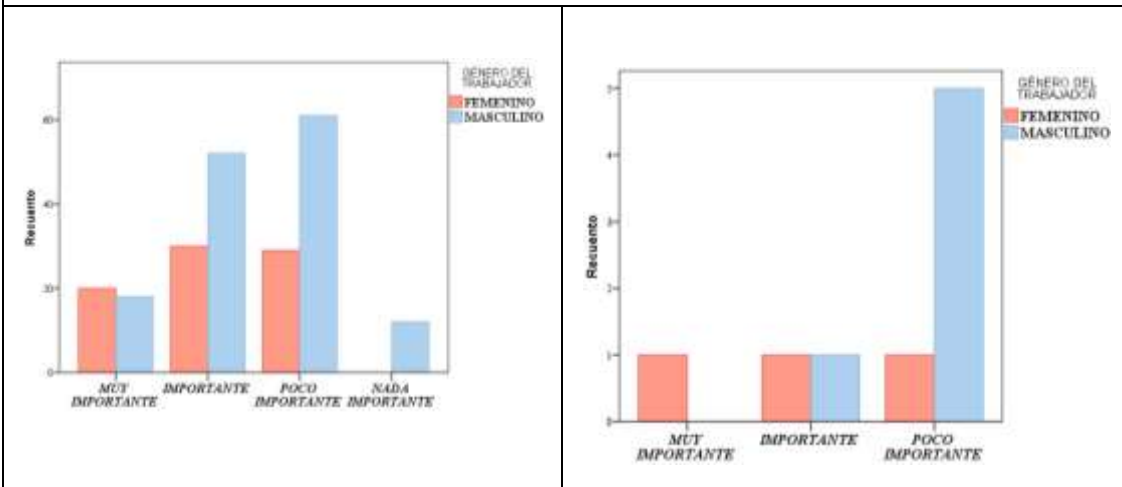 GÉNERO DEL
TRABAJADOR
FEMENINO
MASCULINO
Recuento
60
40
20
0
MUY
IMPORTANTE
IMPORTANTE
POCO
IMPORTANTE
NADA
IMPORTANTE
GÉNERO DEL
TRABAJADOR
FEMENINO
MASCULINO
Recuento
5
4
3
2
1
0
MUY
IMPORTANTE
IMPORTANTE
POCO
IMPORTANTE